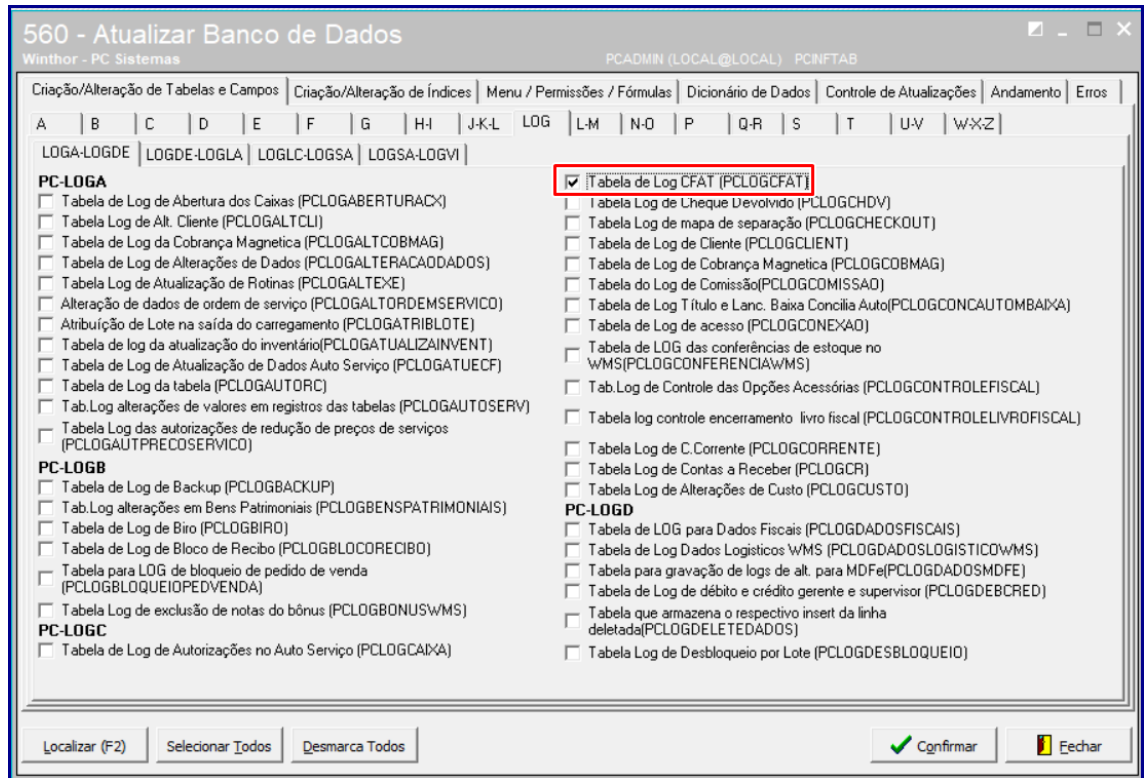 560 - Atualizar Banco de Dados
Winthor - PC Sistemas
PCADMIN (LOCAL@LOCAL) PCINFTAB
Criação/Alteração de Tabelas e Campos
Criação/Alteração de Índices
Menu / Permissões / Fórmulas
Dicionário de Dados
Controle de Atualizações
Andamento
Erros
A
B
C
D
E
F
G
H-I
J-K-L
LOG
L-M
N-O
P
Q-R
S
T
U-V
W-X-Z
LOGA-LOGDE
LOGDE-LOGLA
LOGLC-LOGSA
LOGSA-LOGVI
PC-LOGA
Tabela de Log de Abertura dos Caixas (PCLOGABERTURACX)
Tabela Log de Alt. Cliente (PCLOGALTCLI)
Tabela de Log da Cobrança Magnetica (PCLOGALTCOBMAG)
Tabela de Log de Alterações de Dados (PCLOGALTERACAODADOS)
Tabela Log de Atualização de Rotinas (PCLOGALTEXE)
Alteração de dados de ordem de serviço (PCLOGALTORDEMSERVICO)
Atribuíção de Lote na saída do carregamento (PCLOGATRIBLOTE)
Tabela de log da atualização do inventário(PCLOGATUALIZAINVENT)
Tabela de Log de Atualização de Dados Auto Serviço (PCLOGATUECF)
Tabela de Log da tabela (PCLOGAUTORC)
Tab.Log alterações de valores em registros das tabelas (PCLOGAUTOSERV)
Tabela Log das autorizações de redução de preços de serviços
(PCLOGAUTPRECOSERVICO)
PC-LOGB
Tabela de Log de Backup (PCLOGBACKUP)
Tab.Log alterações em Bens Patrimoniais (PCLOGBENSPATRIMONIAIS)
Tabela de Log de Biro (PCLOGBIRO)
Tabela de Log de Bloco de Recibo (PCLOGBLOCORECIBO)
Tabela para LOG de bloqueio de pedido de venda
(PCLOGBLOQUEIOPEDVENDA)
Tabela Log de exclusão de notas do bônus (PCLOGBONUSWMS)
PC-LOGC
Tabela de Log de Autorizações no Auto Serviço (PCLOGCAIXA)
Tabela de Log CFAT (PCLOGCFAT)
Tabela Log de Cheque Devolvido (PCLOGCHDV)
Tabela Log de mapa de separação (PCLOGCHECKOUT)
Tabela de Log de Cliente (PCLOGCLIENT)
Tabela de Log de Cobrança Magnetica (PCLOGCOBMAG)
Tabela do Log de Comissão(PCLOGCOMISSAO)
Tabela de Log Título e Lanc. Baixa Concilia Auto(PCLOGCONCAUTOMBAIXA)
Tabela de Log de acesso (PCLOGCONEXAO)
Tabela de LOG das conferências de estoque no
WMS(PCLOGCONFERENCIAWMS)
Tab.Log de Controle das Opções Acessórias (PCLOGCONTROLEFISCAL)
Tabela log controle encerramento livro fiscal (PCLOGCONTROLELIVROFISCAL)
Tabela Log de C.Corrente (PCLOGCORRENTE)
Tabela Log de Contas a Receber (PCLOGCR)
Tabela Log de Alterações de Custo (PCLOGCUSTO)
PC-LOGD
Tabela de LOG para Dados Fiscais (PCLOGDADOSFISCAIS)
Tabela de Log Dados Logisticos WMS (PCLOGDADOSLOGISTICOWMS)
Tabela para gravação de logs de alt. para MDFe(PCLOGDADOSMDFE)
Tabela de Log de débito e crédito gerente e supervisor (PCLOGDEBCRED)
Tabela que armazena o respectivo insert da linha
deletada(PCLOGDELETEDADOS)
Tabela Log de Desbloqueio por Lote (PCLOGDESBLOQUEIO)
Localizar (F2)
Selecionar Todos
Desmarca Todos
Confirmar
Fechar